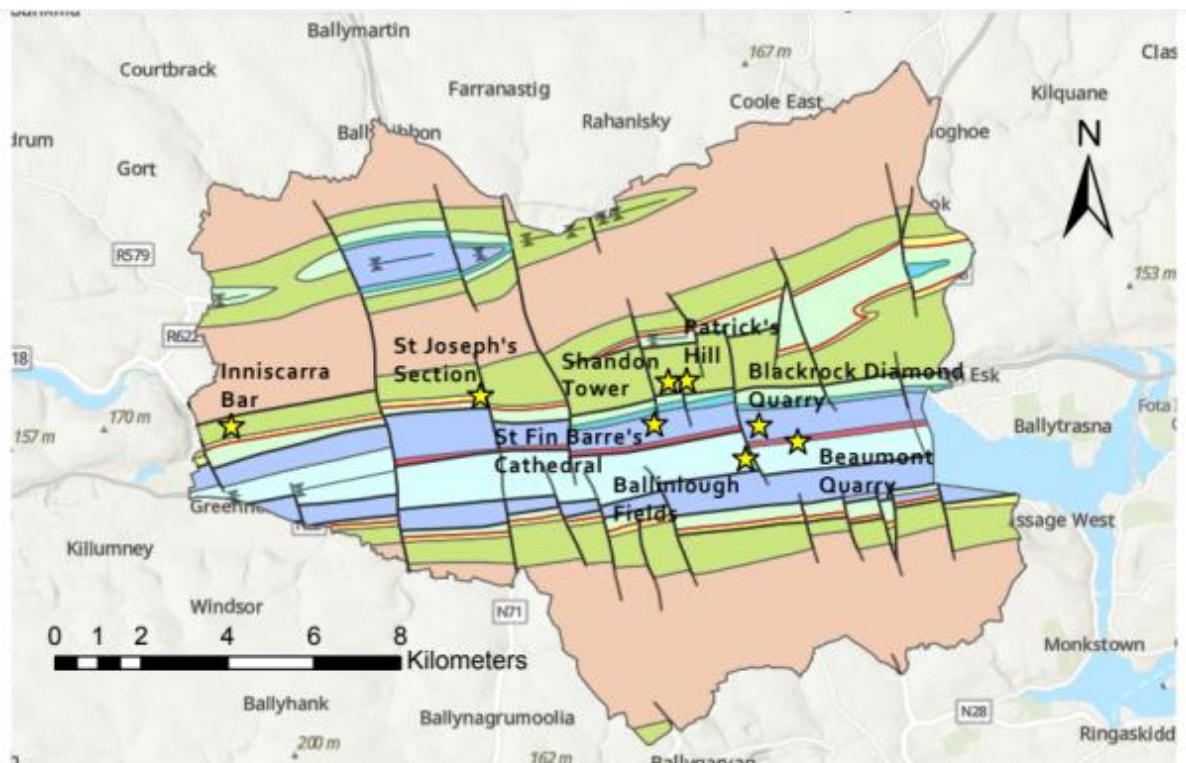 Ballymartin
167 m
Clas
Courtbrack
Farranastig
Coole East
Kilquane
Rahanisky
N
drum
Gort
R579
153 m
R622
Patrick's
Hill
St Joseph's
Section
Shandon
Tower
Inniscarra
Bar
Blackrock Diamond
Quarry
Esk
18
170 m
Fota
Ballytrasna
157 m
St Fin Barre's
Cathedral
Beaumont
Quarry
Ballinlough
Fields
ssage West
Killumney
Windsor
N71
0 1 2 4 6 8
Kilometers
Monkstown
Ballyhank
Ballynagrumoolia
N28
Ringaskidd
200 m
162 m